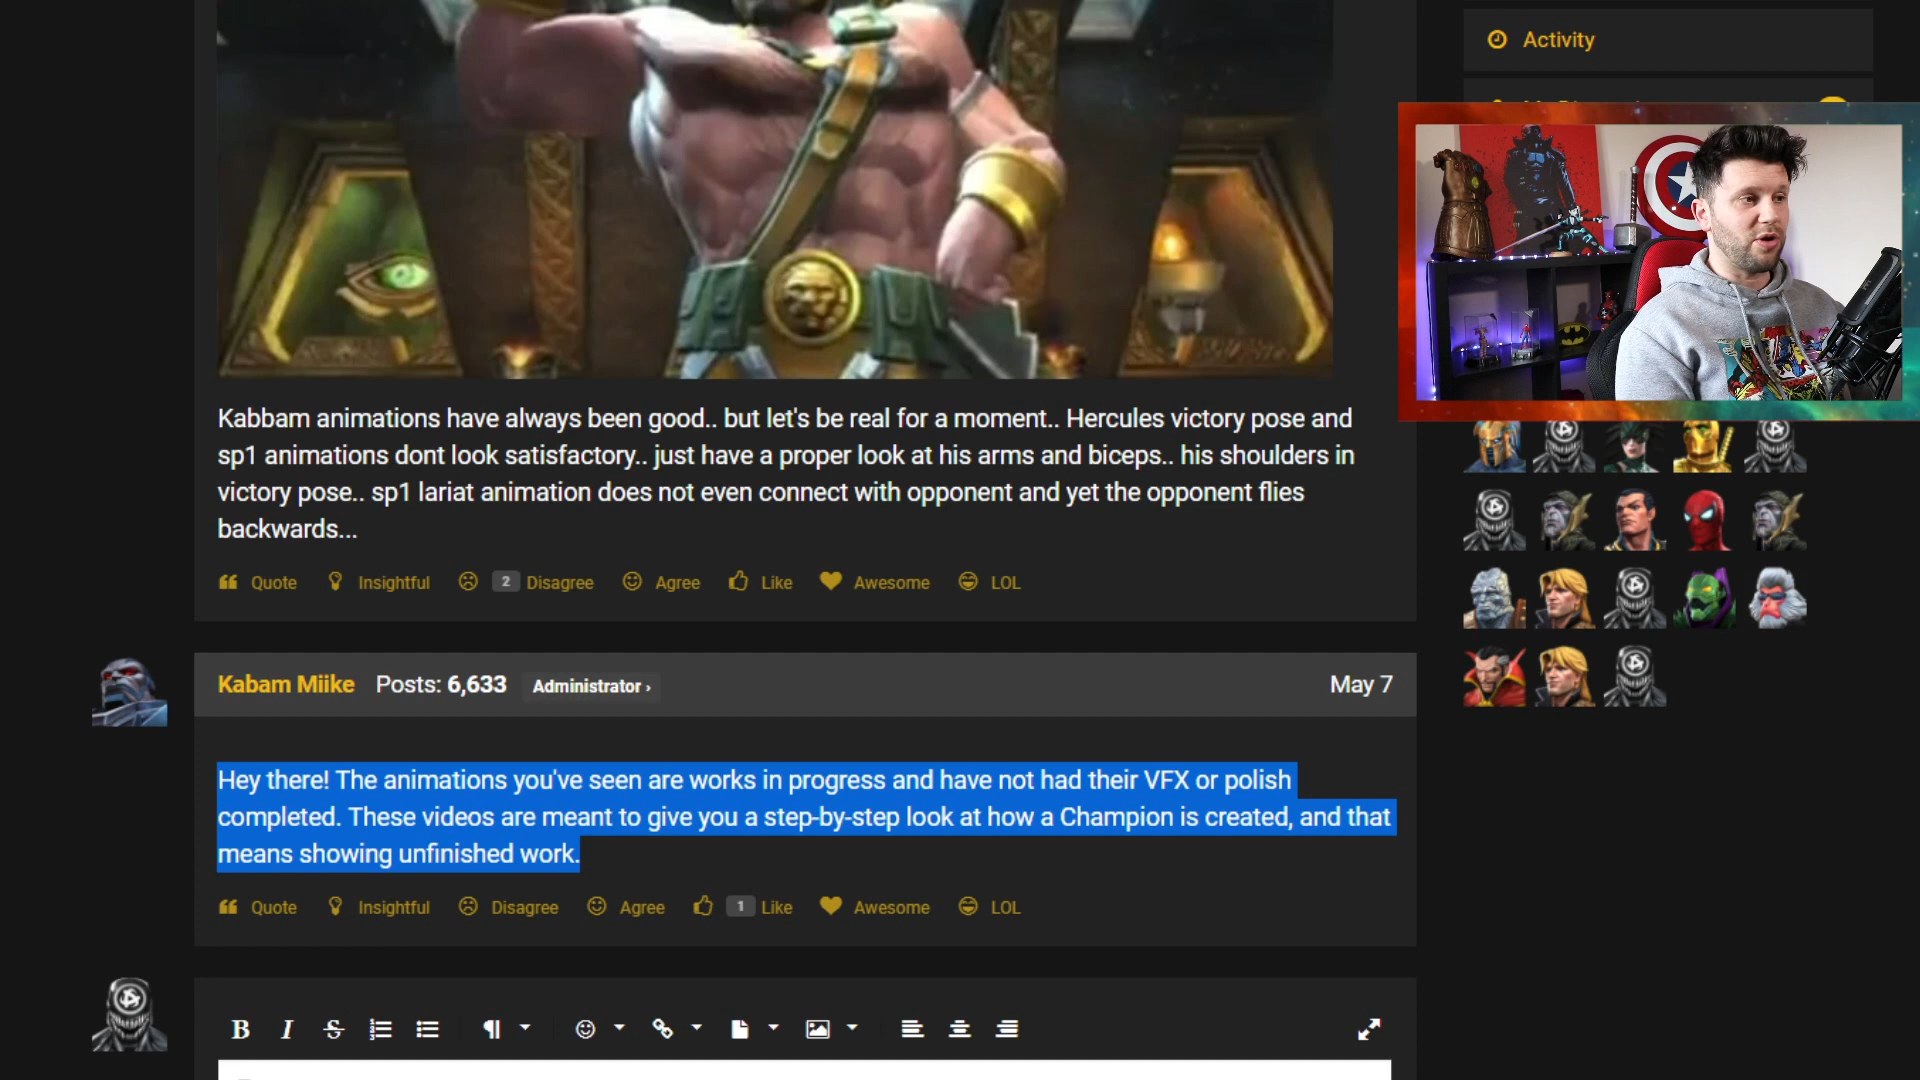 Activity
Kabbam animations have always been good.. but let's be real for a moment.. Hercules victory pose and
sp1 animations dont look satisfactory.. just have a proper look at his arms and biceps.. his shoulders in
victory pose.. sp1 lariat animation does not even connect with opponent and yet the opponent flies
backwards...
Quote Insightful 2 Disagree Agree Like Awesome LOL
Kabam Miike Posts: 6,633 Administrator › May 7
Hey there! The animations you've seen are works in progress and have not had their VFX or polish
completed. These videos are meant to give you a step-by-step look at how a Champion is created, and that
means showing unfinished work.
Quote Insightful Disagree Agree 1 Like Awesome LOL
B I S